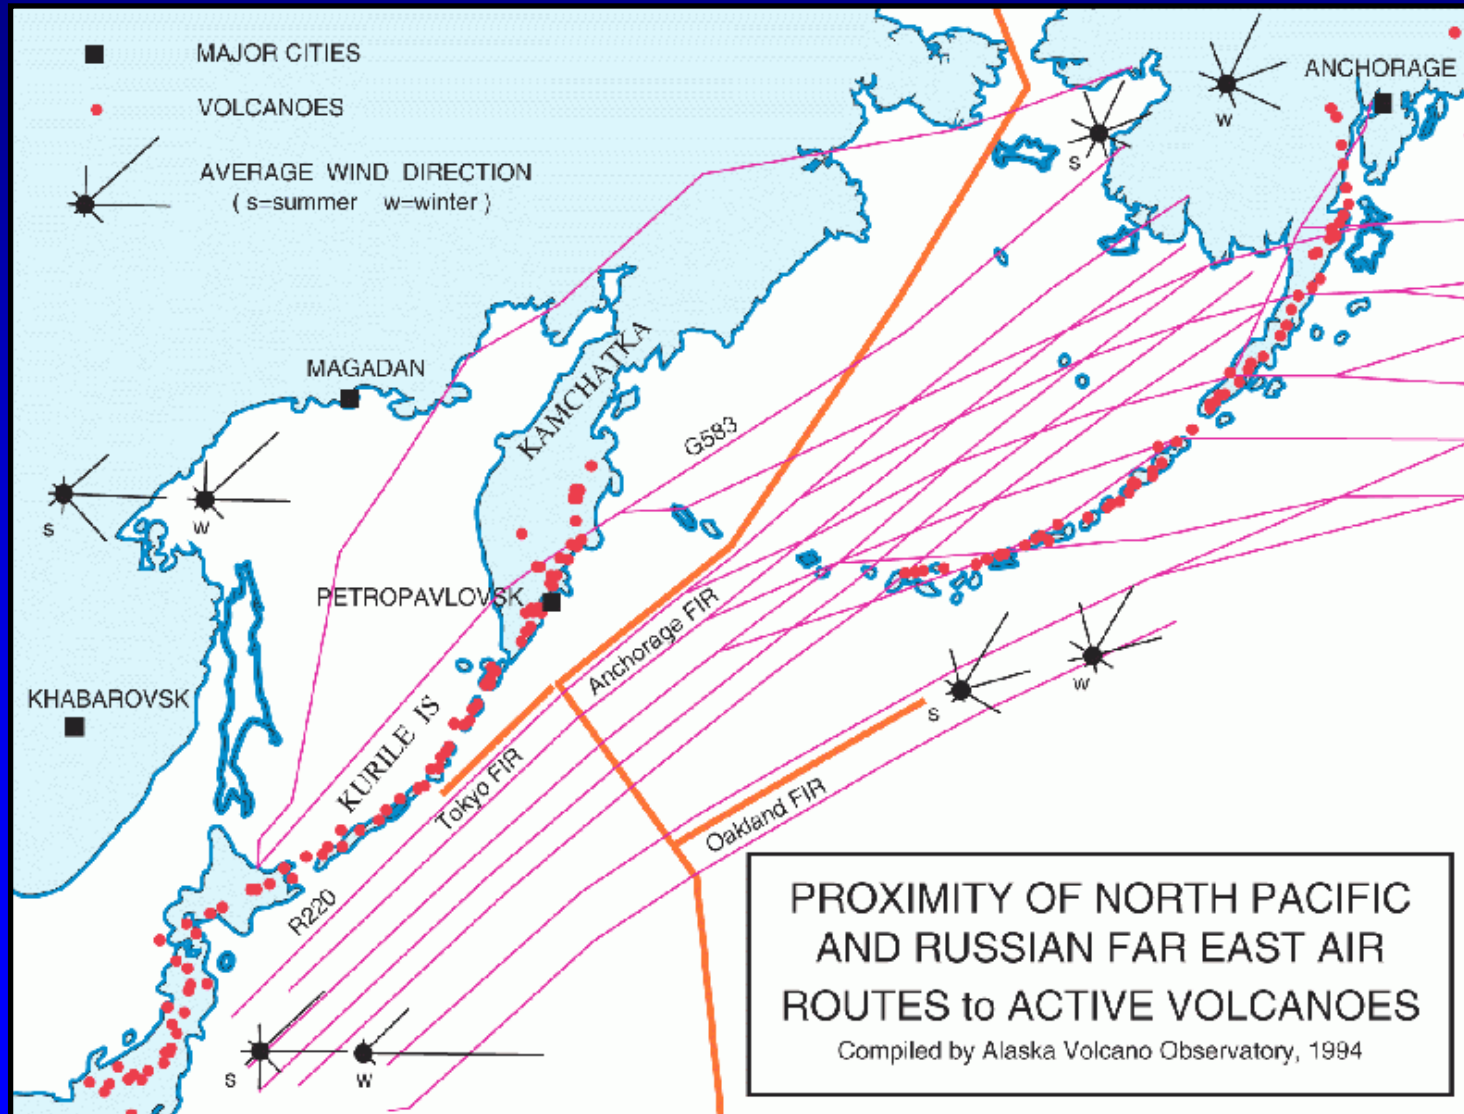 MAJOR CITIES
VOLCANOES
AVERAGE WIND DIRECTION
( s=summer w=winter )
ANCHORAGE
w
s
MAGADAN
KAMCHATKA
G583
s
w
PETROPAVLOVSK
Anchorage FIR
KHABAROVSK
KURILE IS
Tokyo FIR
s
w
Oakland FIR
R220
s
w
PROXIMITY OF NORTH PACIFIC
AND RUSSIAN FAR EAST AIR
ROUTES to ACTIVE VOLCANOES
Compiled by Alaska Volcano Observatory, 1994